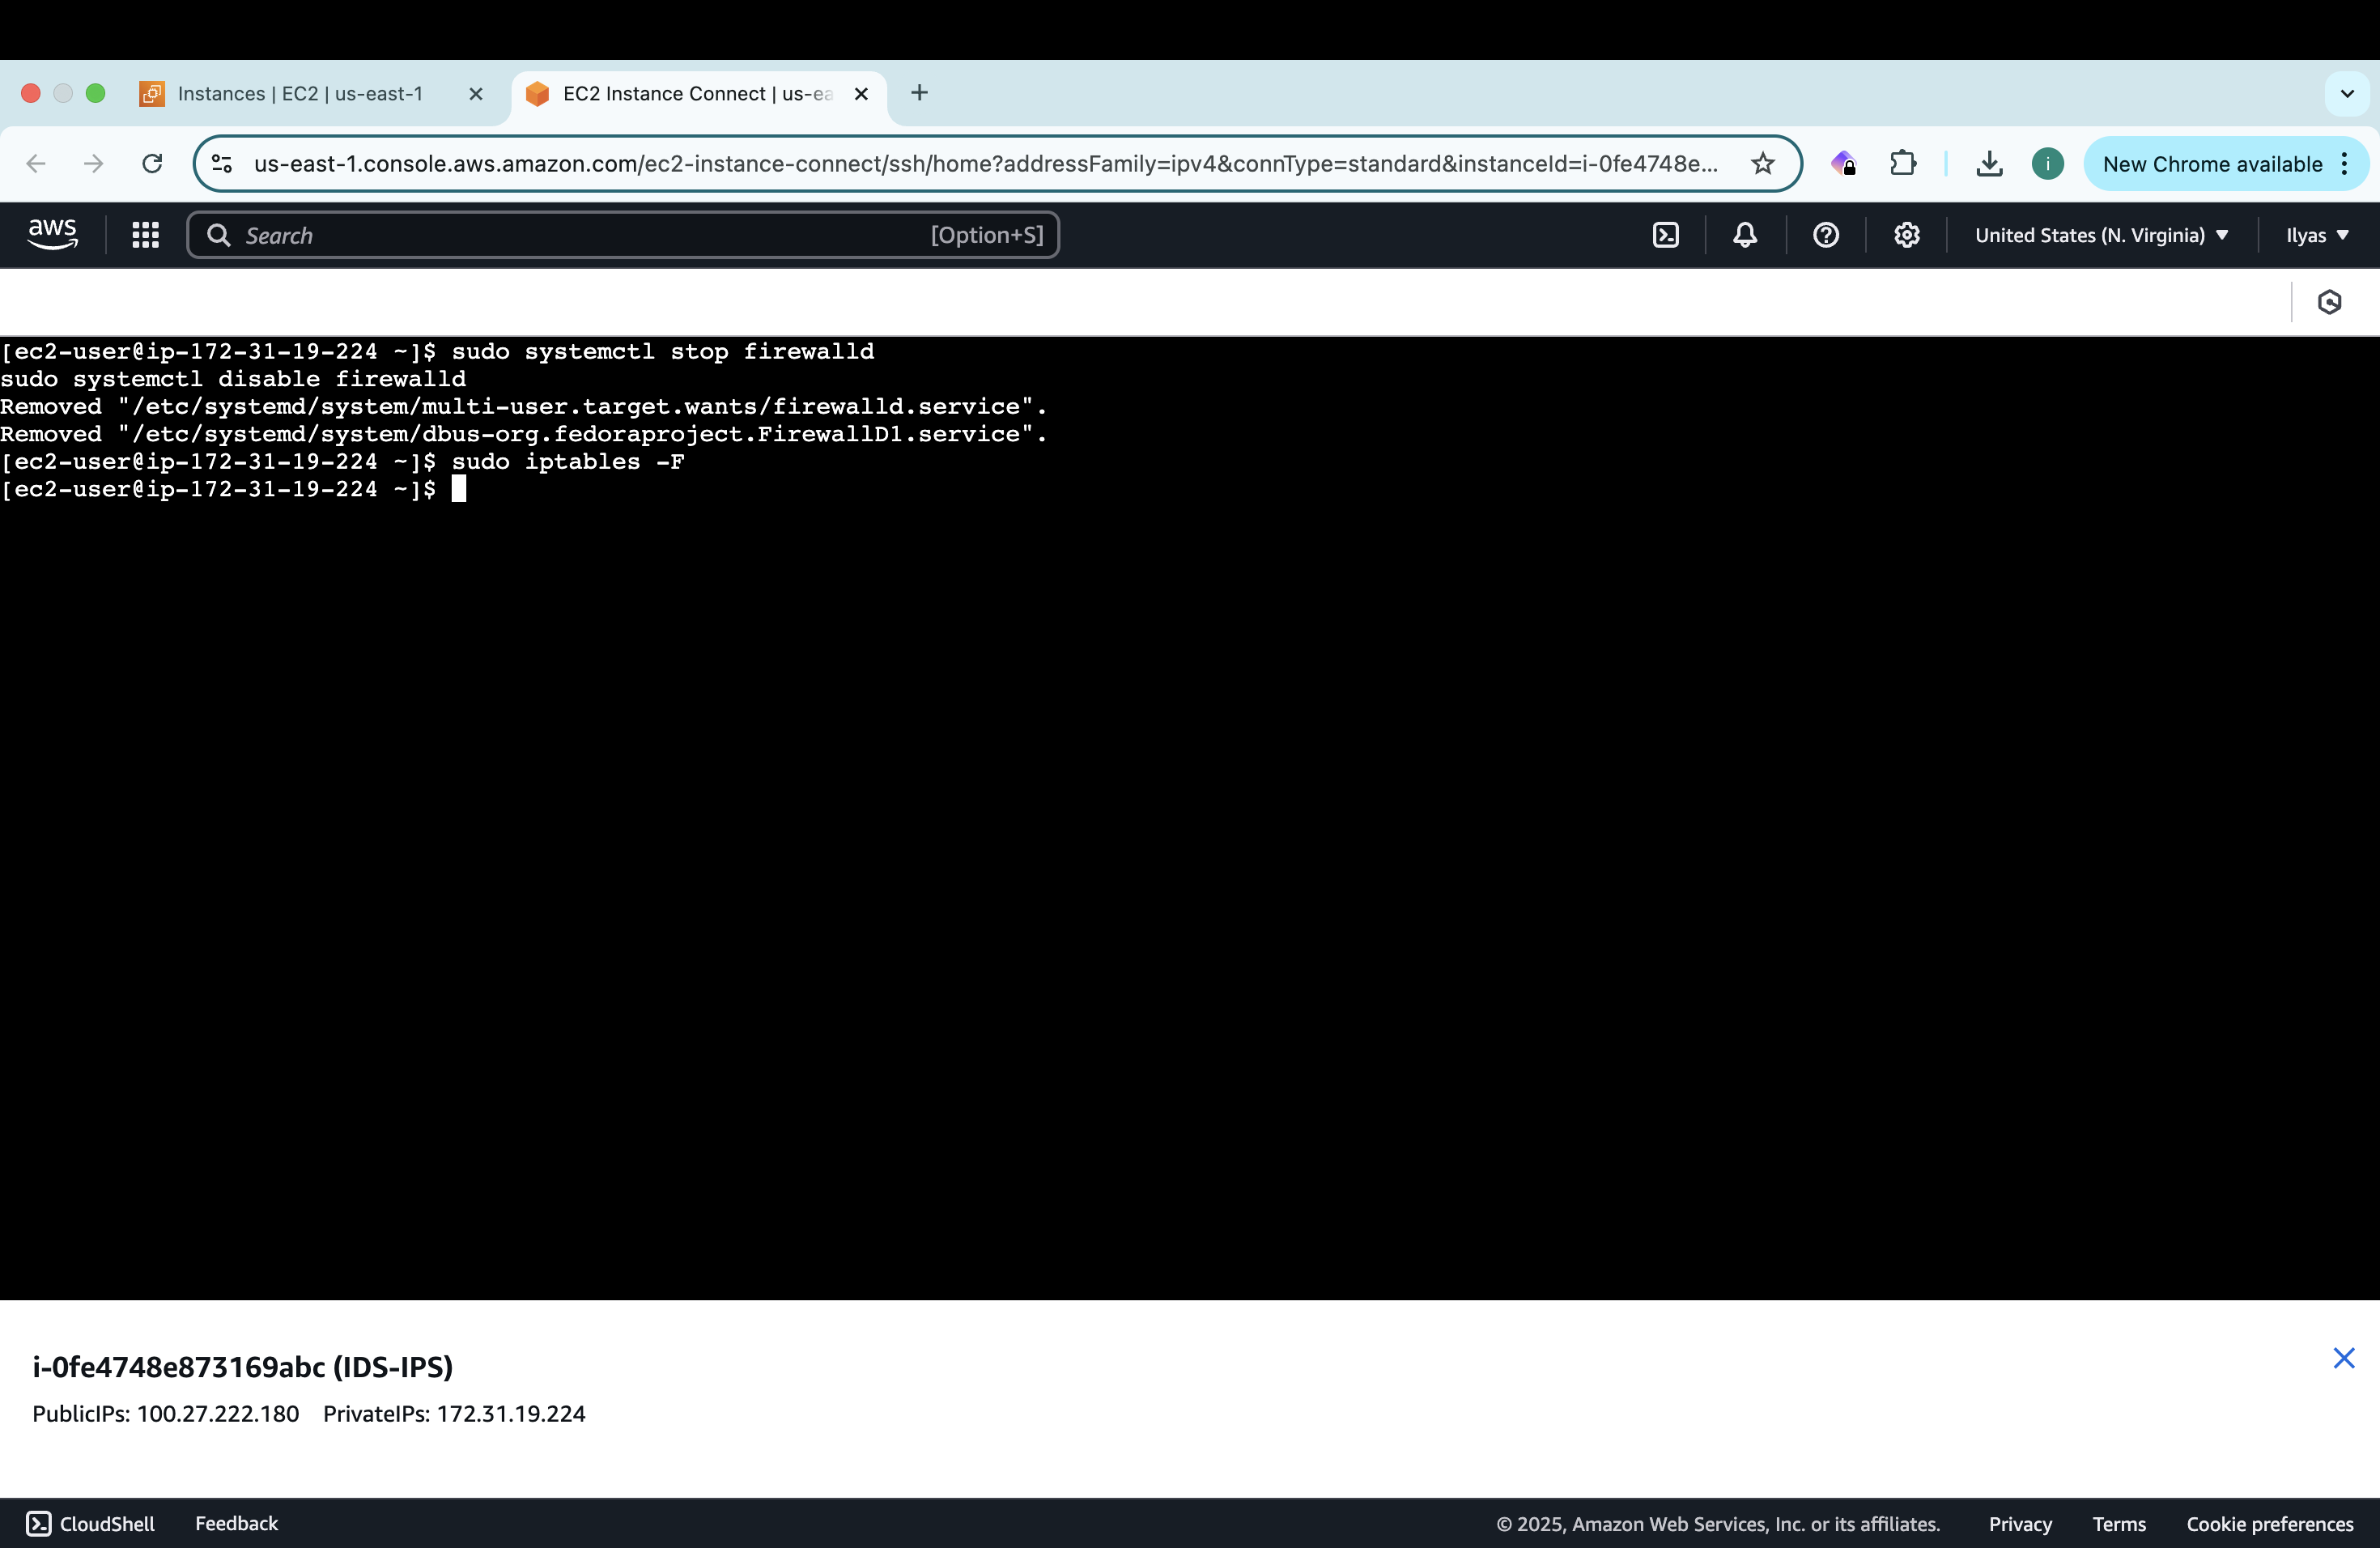 Instances | EC2 | us-east-1
EC2 Instance Connect | us-ea
us-east-1.console.aws.amazon.com/ec2-instance-connect/ssh/home?addressFamily=ipv4&connType=standard&instanceId=i-0fe4748e...
i
New Chrome available
aws
Search
[Option+S]
United States (N. Virginia)
Ilyas
[ec2-user@ip-172-31-19-224 ~]$ sudo systemctl stop firewalld
sudo systemctl disable firewalld
Removed "/etc/systemd/system/multi-user.target.wants/firewalld.service".
Removed "/etc/systemd/system/dbus-org.fedoraproject.FirewallD1.service".
[ec2-user@ip-172-31-19-224 ~]$ sudo iptables -F
[ec2-user@ip-172-31-19-224 ~]$
i-0fe4748e873169abc (IDS-IPS)
PublicIPs: 100.27.222.180 PrivateIPs: 172.31.19.224
CloudShell
Feedback
© 2025, Amazon Web Services, Inc. or its affiliates.
Privacy
Terms
Cookie preferences